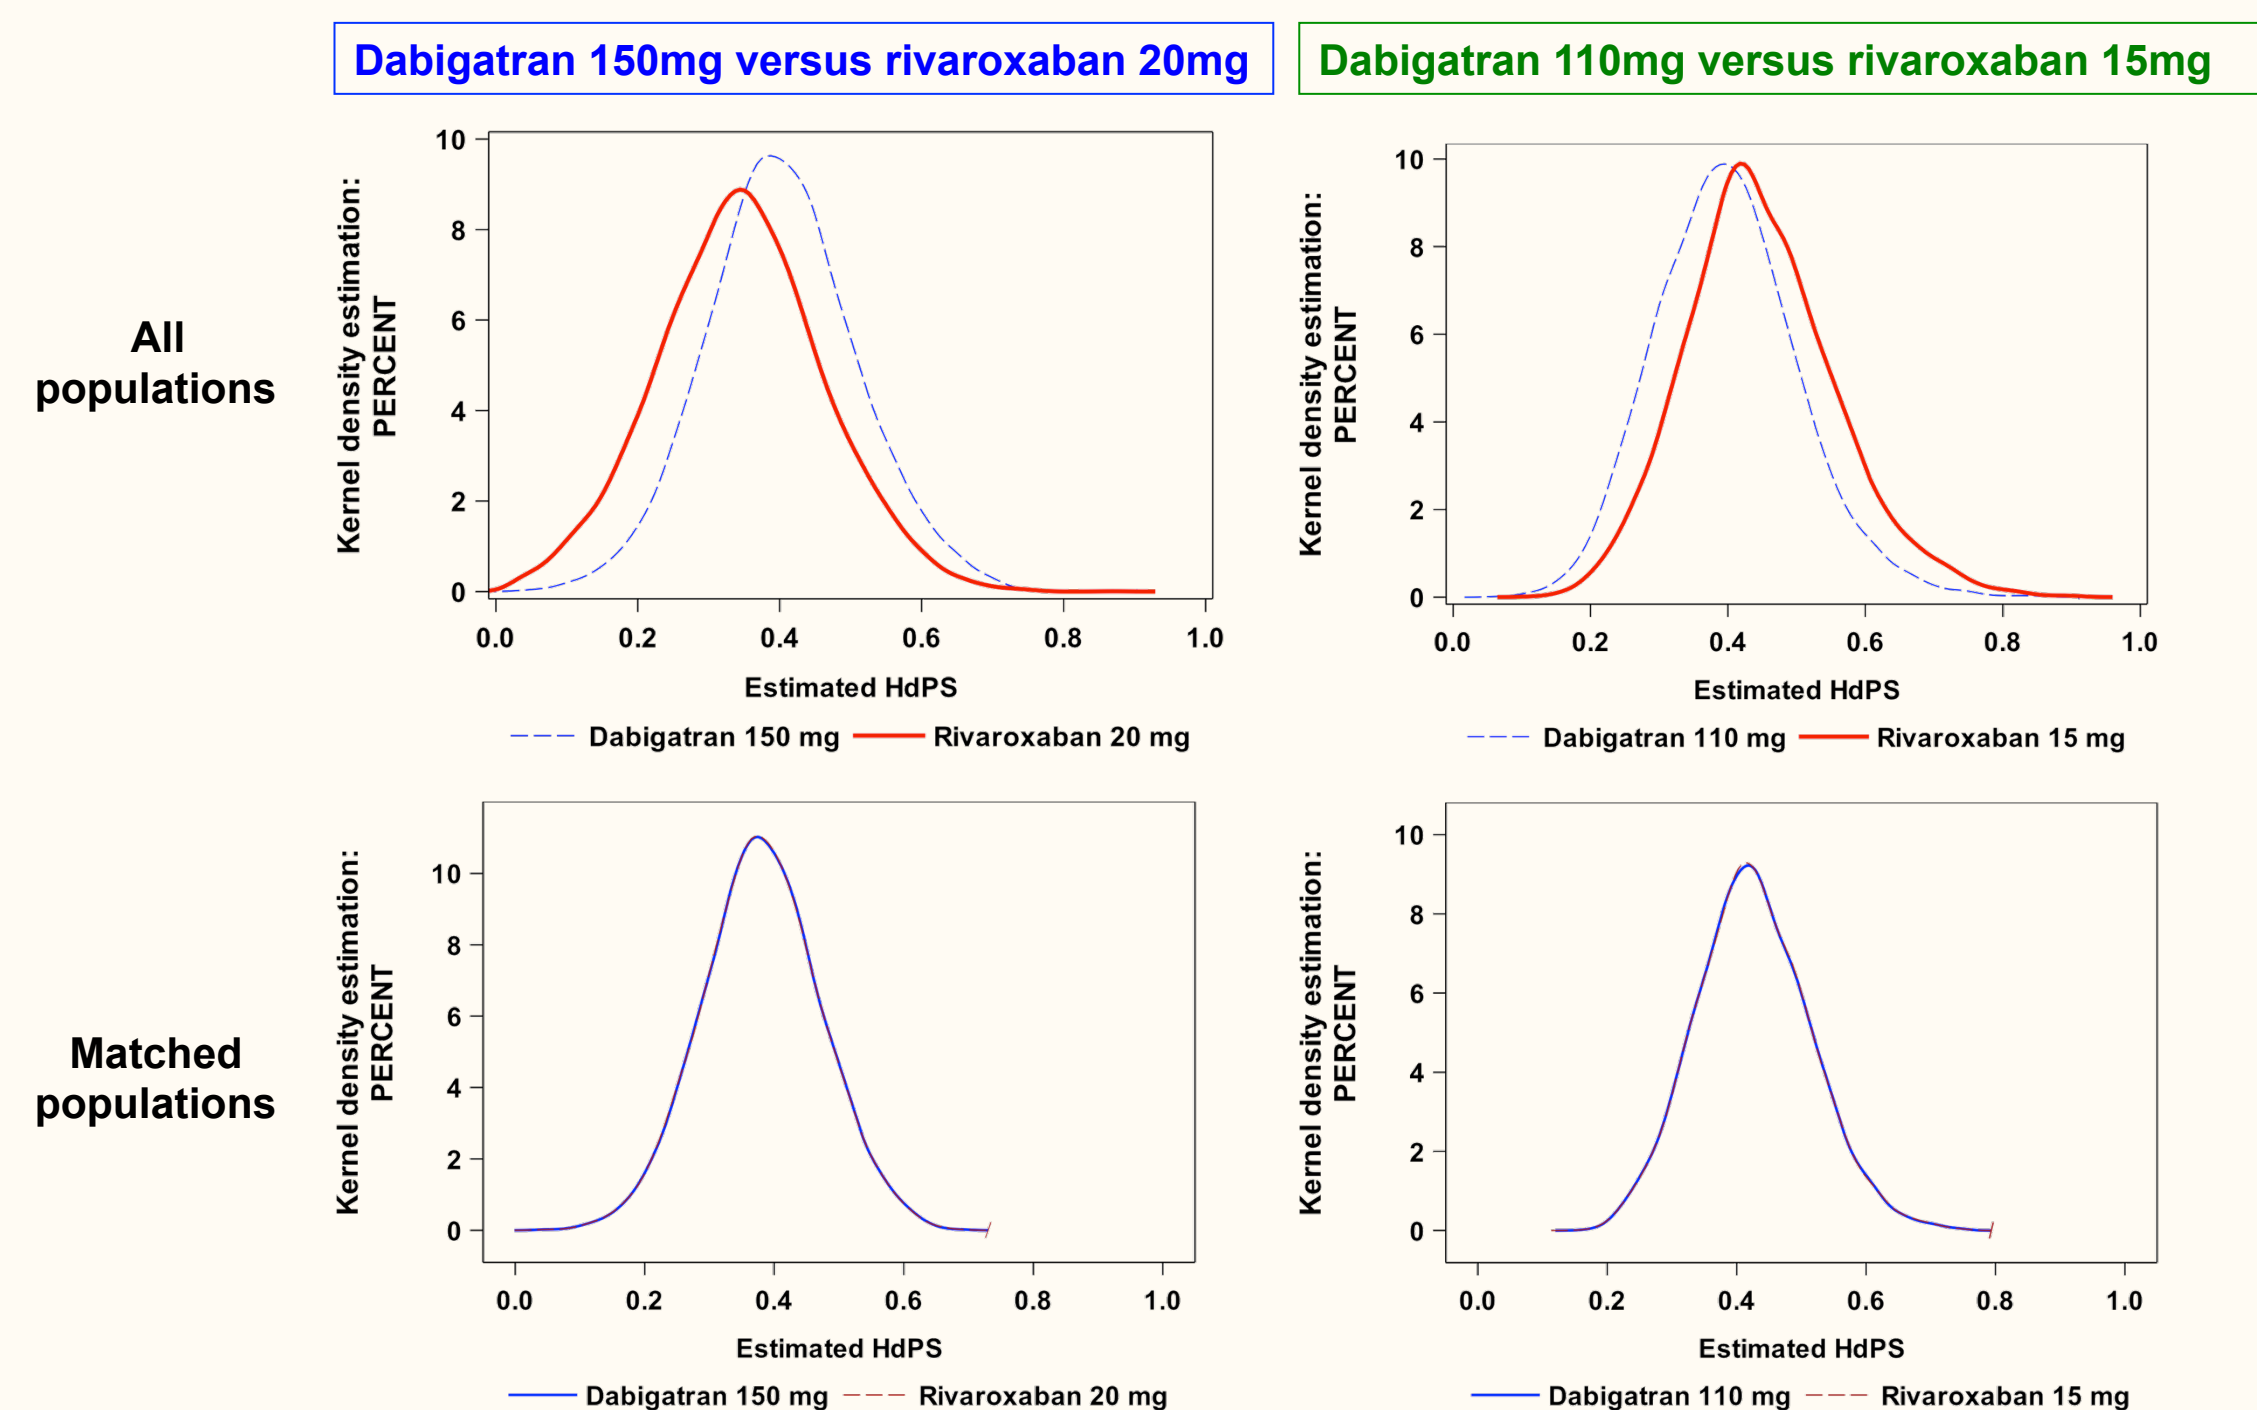 Dabigatran 150mg versus rivaroxaban 20mg
Dabigatran 110mg versus rivaroxaban 15mg
All
populations
Kernel density estimation:
PERCENT
10
8
6
4
2
0
0.0 0.2 0.4 0.6 0.8 1.0
Estimated HdPS
Dabigatran 150 mg Rivaroxaban 20 mg
Kernel density estimation:
PERCENT
10
8
6
4
2
0
0.0 0.2 0.4 0.6 0.8 1.0
Estimated HdPS
Dabigatran 110 mg Rivaroxaban 15 mg
Matched
populations
Kernel density estimation:
PERCENT
10
8
6
4
2
0
0.0 0.2 0.4 0.6 0.8 1.0
Estimated HdPS
Dabigatran 150 mg Rivaroxaban 20 mg
Kernel density estimation:
PERCENT
10
8
6
4
2
0
0.0 0.2 0.4 0.6 0.8 1.0
Estimated HdPS
Dabigatran 110 mg Rivaroxaban 15 mg